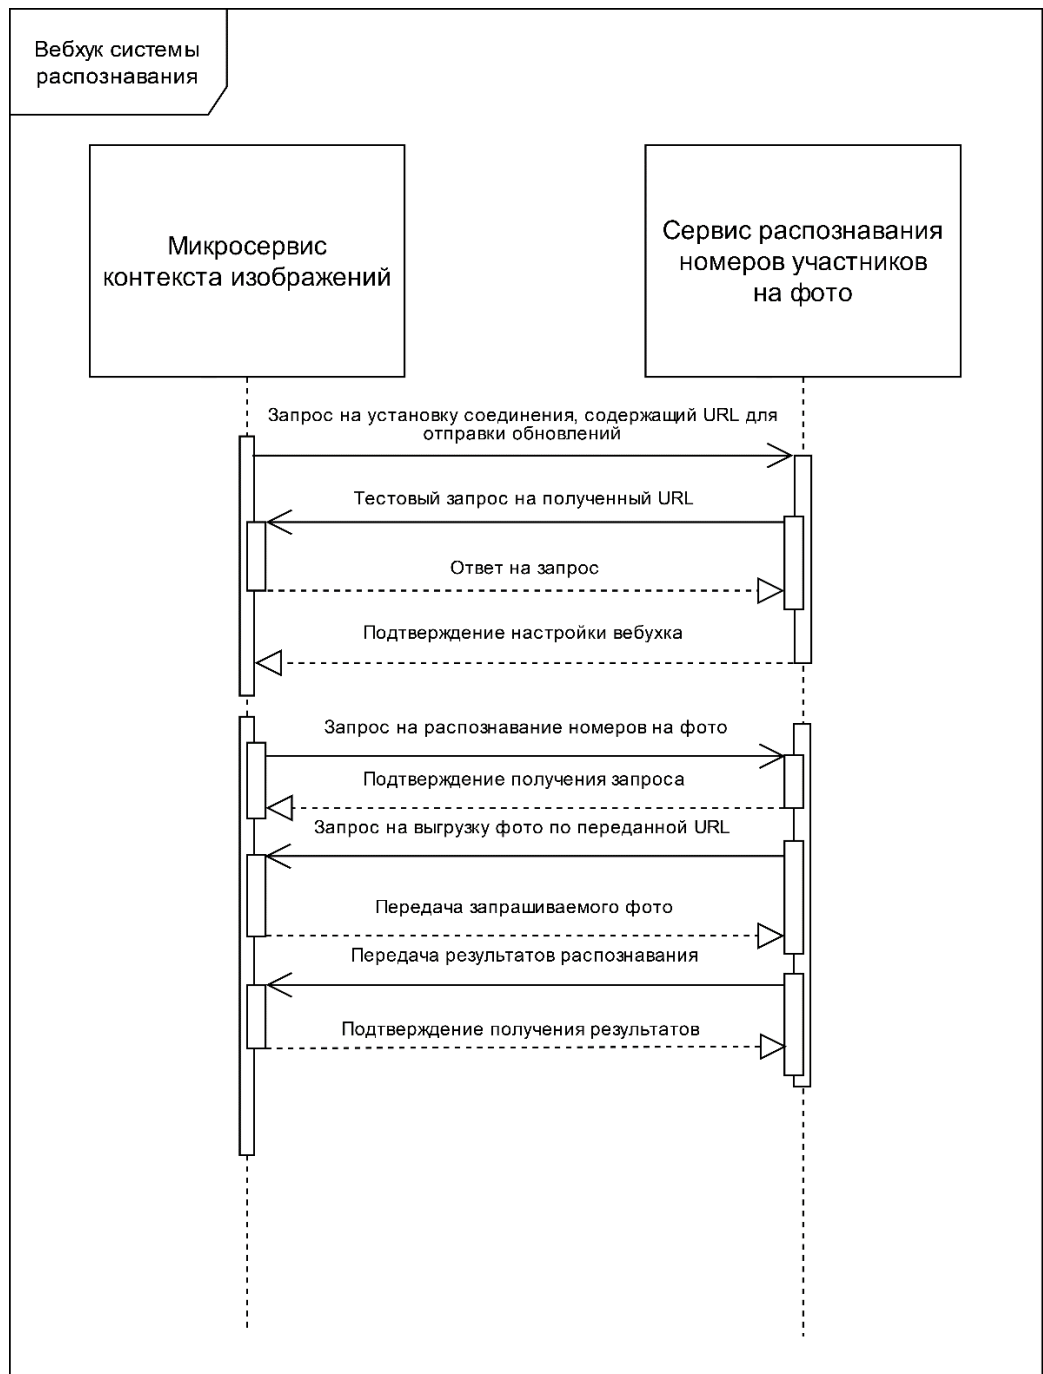 Вебхук системы
распознавания
Микросервис
контекста изображений
Сервис распознавания
номеров участников
на фото
Запрос на установку соединения, содержащий URL для
отправки обновлений
Тестовый запрос на полученный URL
Ответ на запрос
Подтверждение настройки вебухка
Запрос на распознавание номеров на фото
Подтверждение получения запроса
Запрос на выгрузку фото по переданной URL
Передача запрашиваемого фото
Передача результатов распознавания
Подтверждение получения результатов